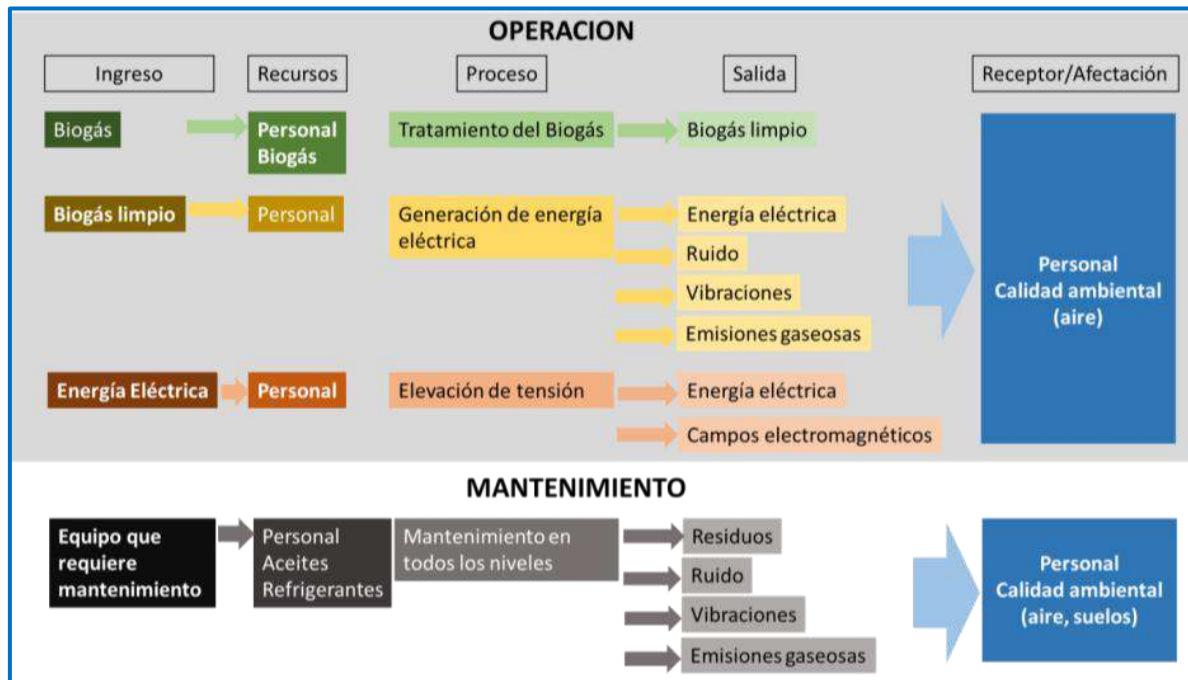 OPERACION
Ingreso
Recursos
Proceso
Salida
Receptor/Afectación
Biogás
Personal
Biogás
Tratamiento del Biogás
Biogás limpio
Biogás limpio
Personal
Generación de energía
eléctrica
Energía eléctrica
Ruido
Vibraciones
Emisiones gaseosas
Energía Eléctrica
Personal
Elevación de tensión
Energía eléctrica
Campos electromagnéticos
Personal
Calidad ambiental
(aire)
MANTENIMIENTO
Equipo que
requiere
mantenimiento
Personal
Aceites
Refrigerantes
Mantenimiento en
todos los niveles
Residuos
Ruido
Vibraciones
Emisiones gaseosas
Personal
Calidad ambiental
(aire, suelos)